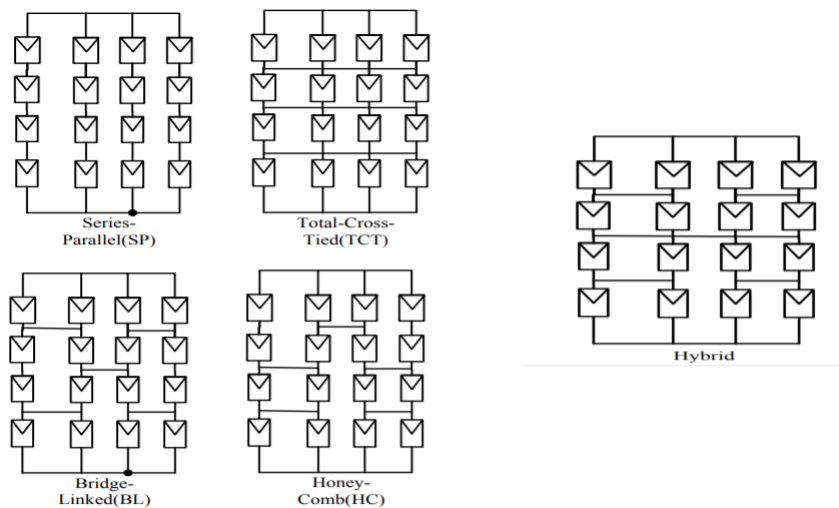 Series-
Parallel(SP)
Total-Cross-
Tied(TCT)
Hybrid
Bridge-
Linked(BL)
Honey-
Comb(HC)